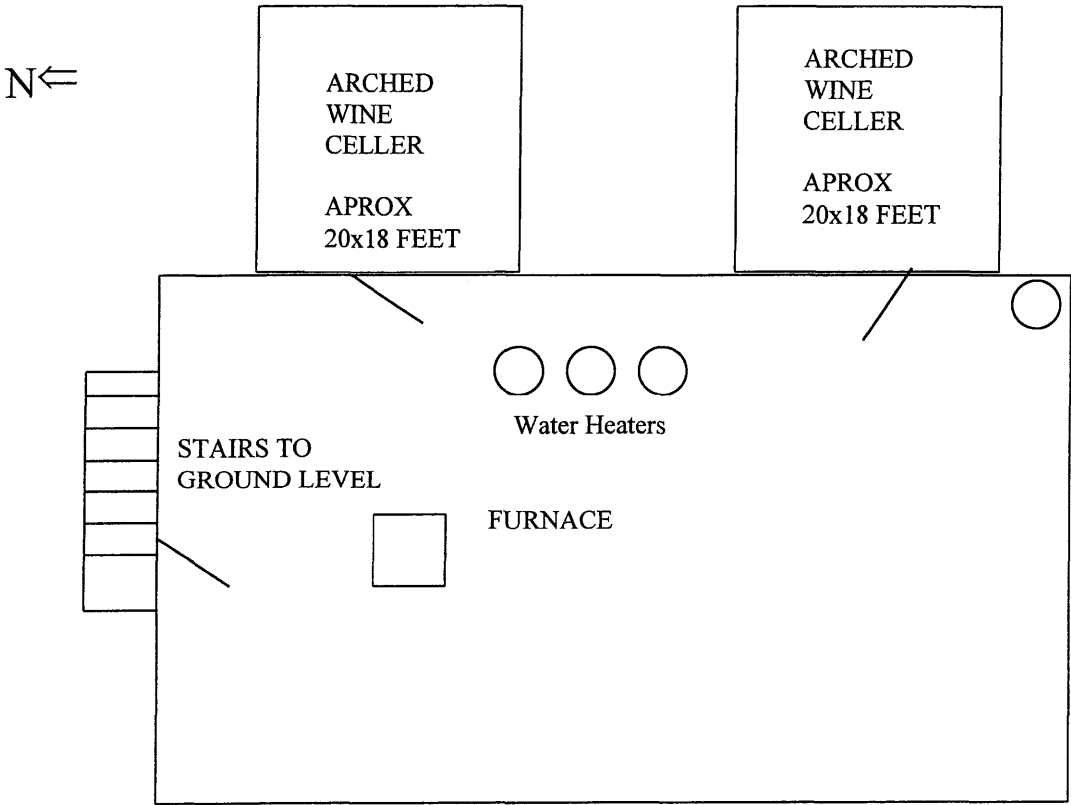 N⇐
ARCHED
WINE
CELLER
APROX
20x18 FEET
ARCHED
WINE
CELLER
APROX
20x18 FEET
Water Heaters
STAIRS TO
GROUND LEVEL
FURNACE